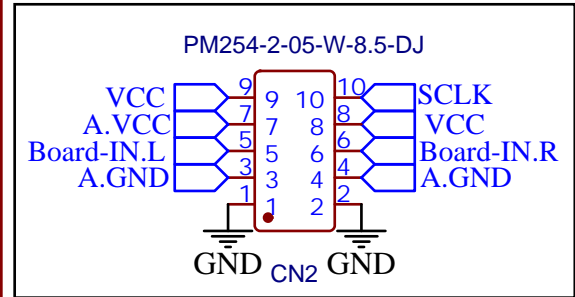 PM254-2-05-W-8.5-DJ
VCC 9 9 10 10 SCLK
A.VCC 7 7 8 8 VCC
Board-IN.L 5 5 6 6 Board-IN.R
A.GND 3 3 4 4 A.GND
1 1 2 2
GND CN2 GND